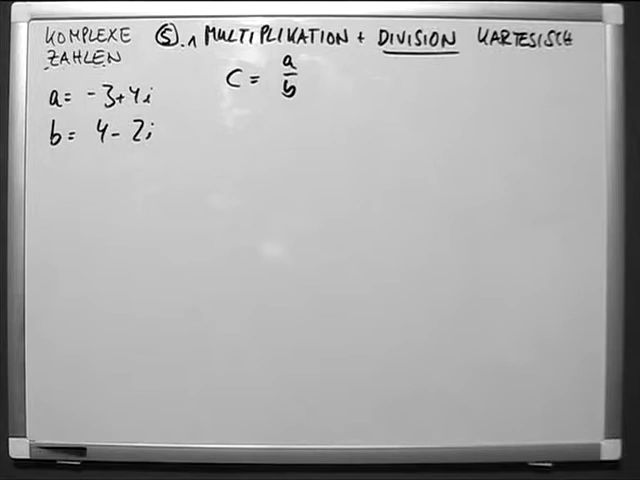 KOMPLEXE ZAHLEN
5.1 MULTIPLIKATION + DIVISION KARTESISCH
a = -3+4i
b = 4-2i
c = a/b